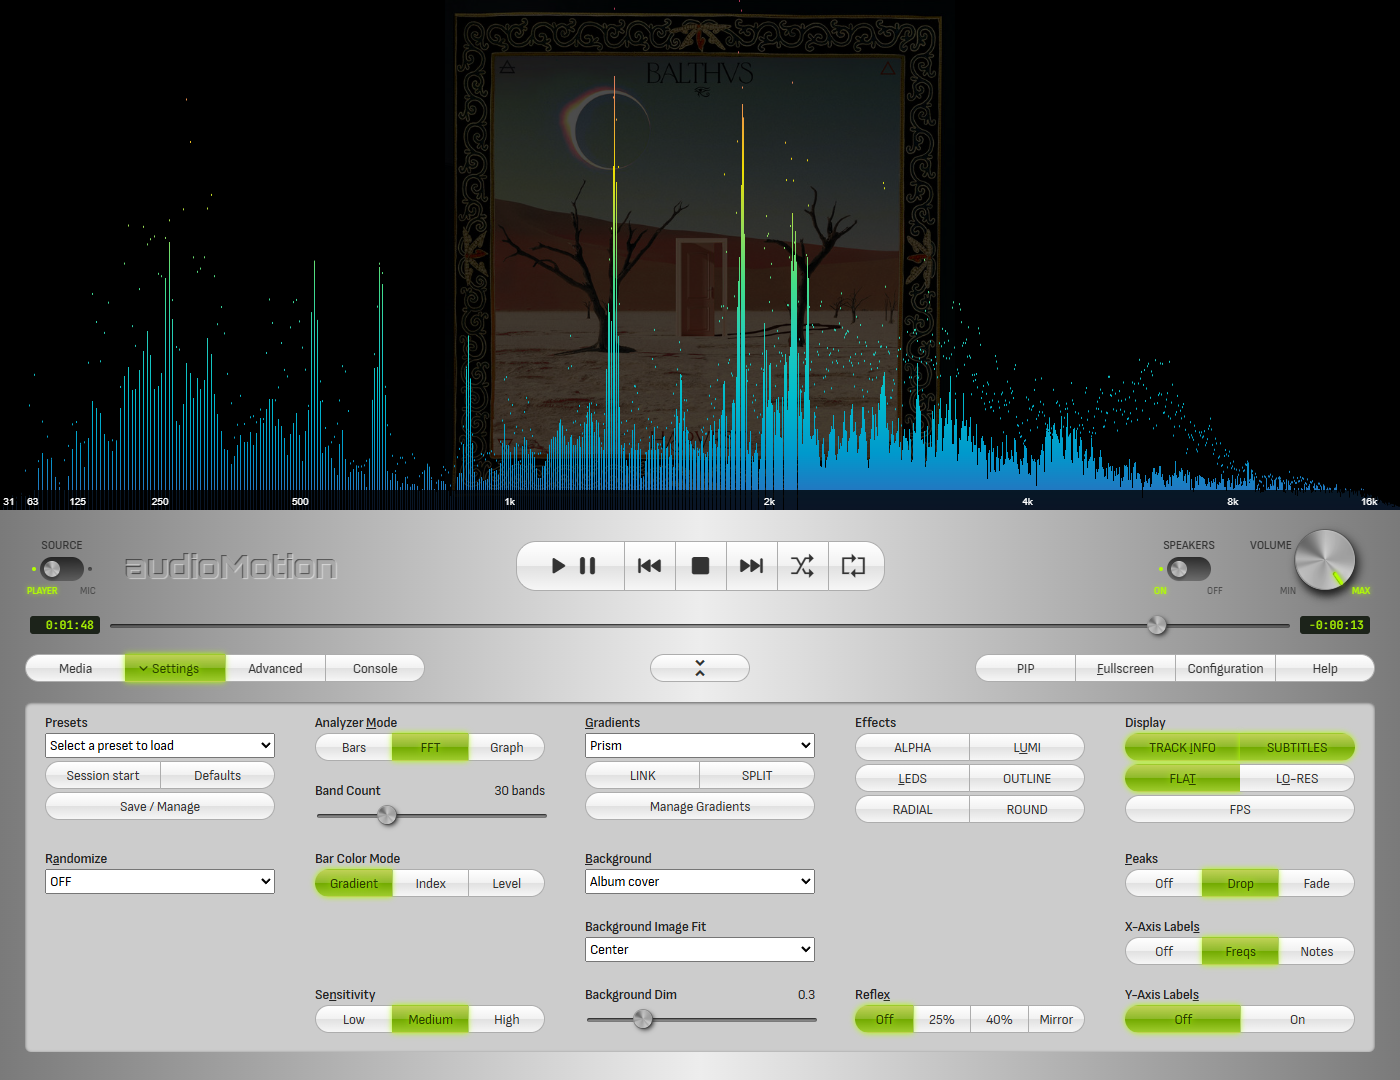 BALTHVS
31 63 125 250 500 1k 2k 4k 8k 16k
SOURCE
PLAYER MIC
audioMotion
SPEAKERS
ON OFF
VOLUME
MIN MAX
0:01:48
-0:00:13
Media Settings Advanced Console
PIP Fullscreen Configuration Help
Presets
Select a preset to load
Session start Defaults
Save / Manage
Randomize
OFF
Analyzer Mode
Bars FFT Graph
Band Count 30 bands
Bar Color Mode
Gradient Index Level
Sensitivity
Low Medium High
Gradients
Prism
LINK SPLIT
Manage Gradients
Background
Album cover
Background Image Fit
Center
Background Dim 0.3
Effects
ALPHA LUMI
LEDS OUTLINE
RADIAL ROUND
Reflex
Off 25% 40% Mirror
Display
TRACK INFO SUBTITLES
FLAT LO-RES
FPS
Peaks
Off Drop Fade
X-Axis Labels
Off Freqs Notes
Y-Axis Labels
Off On